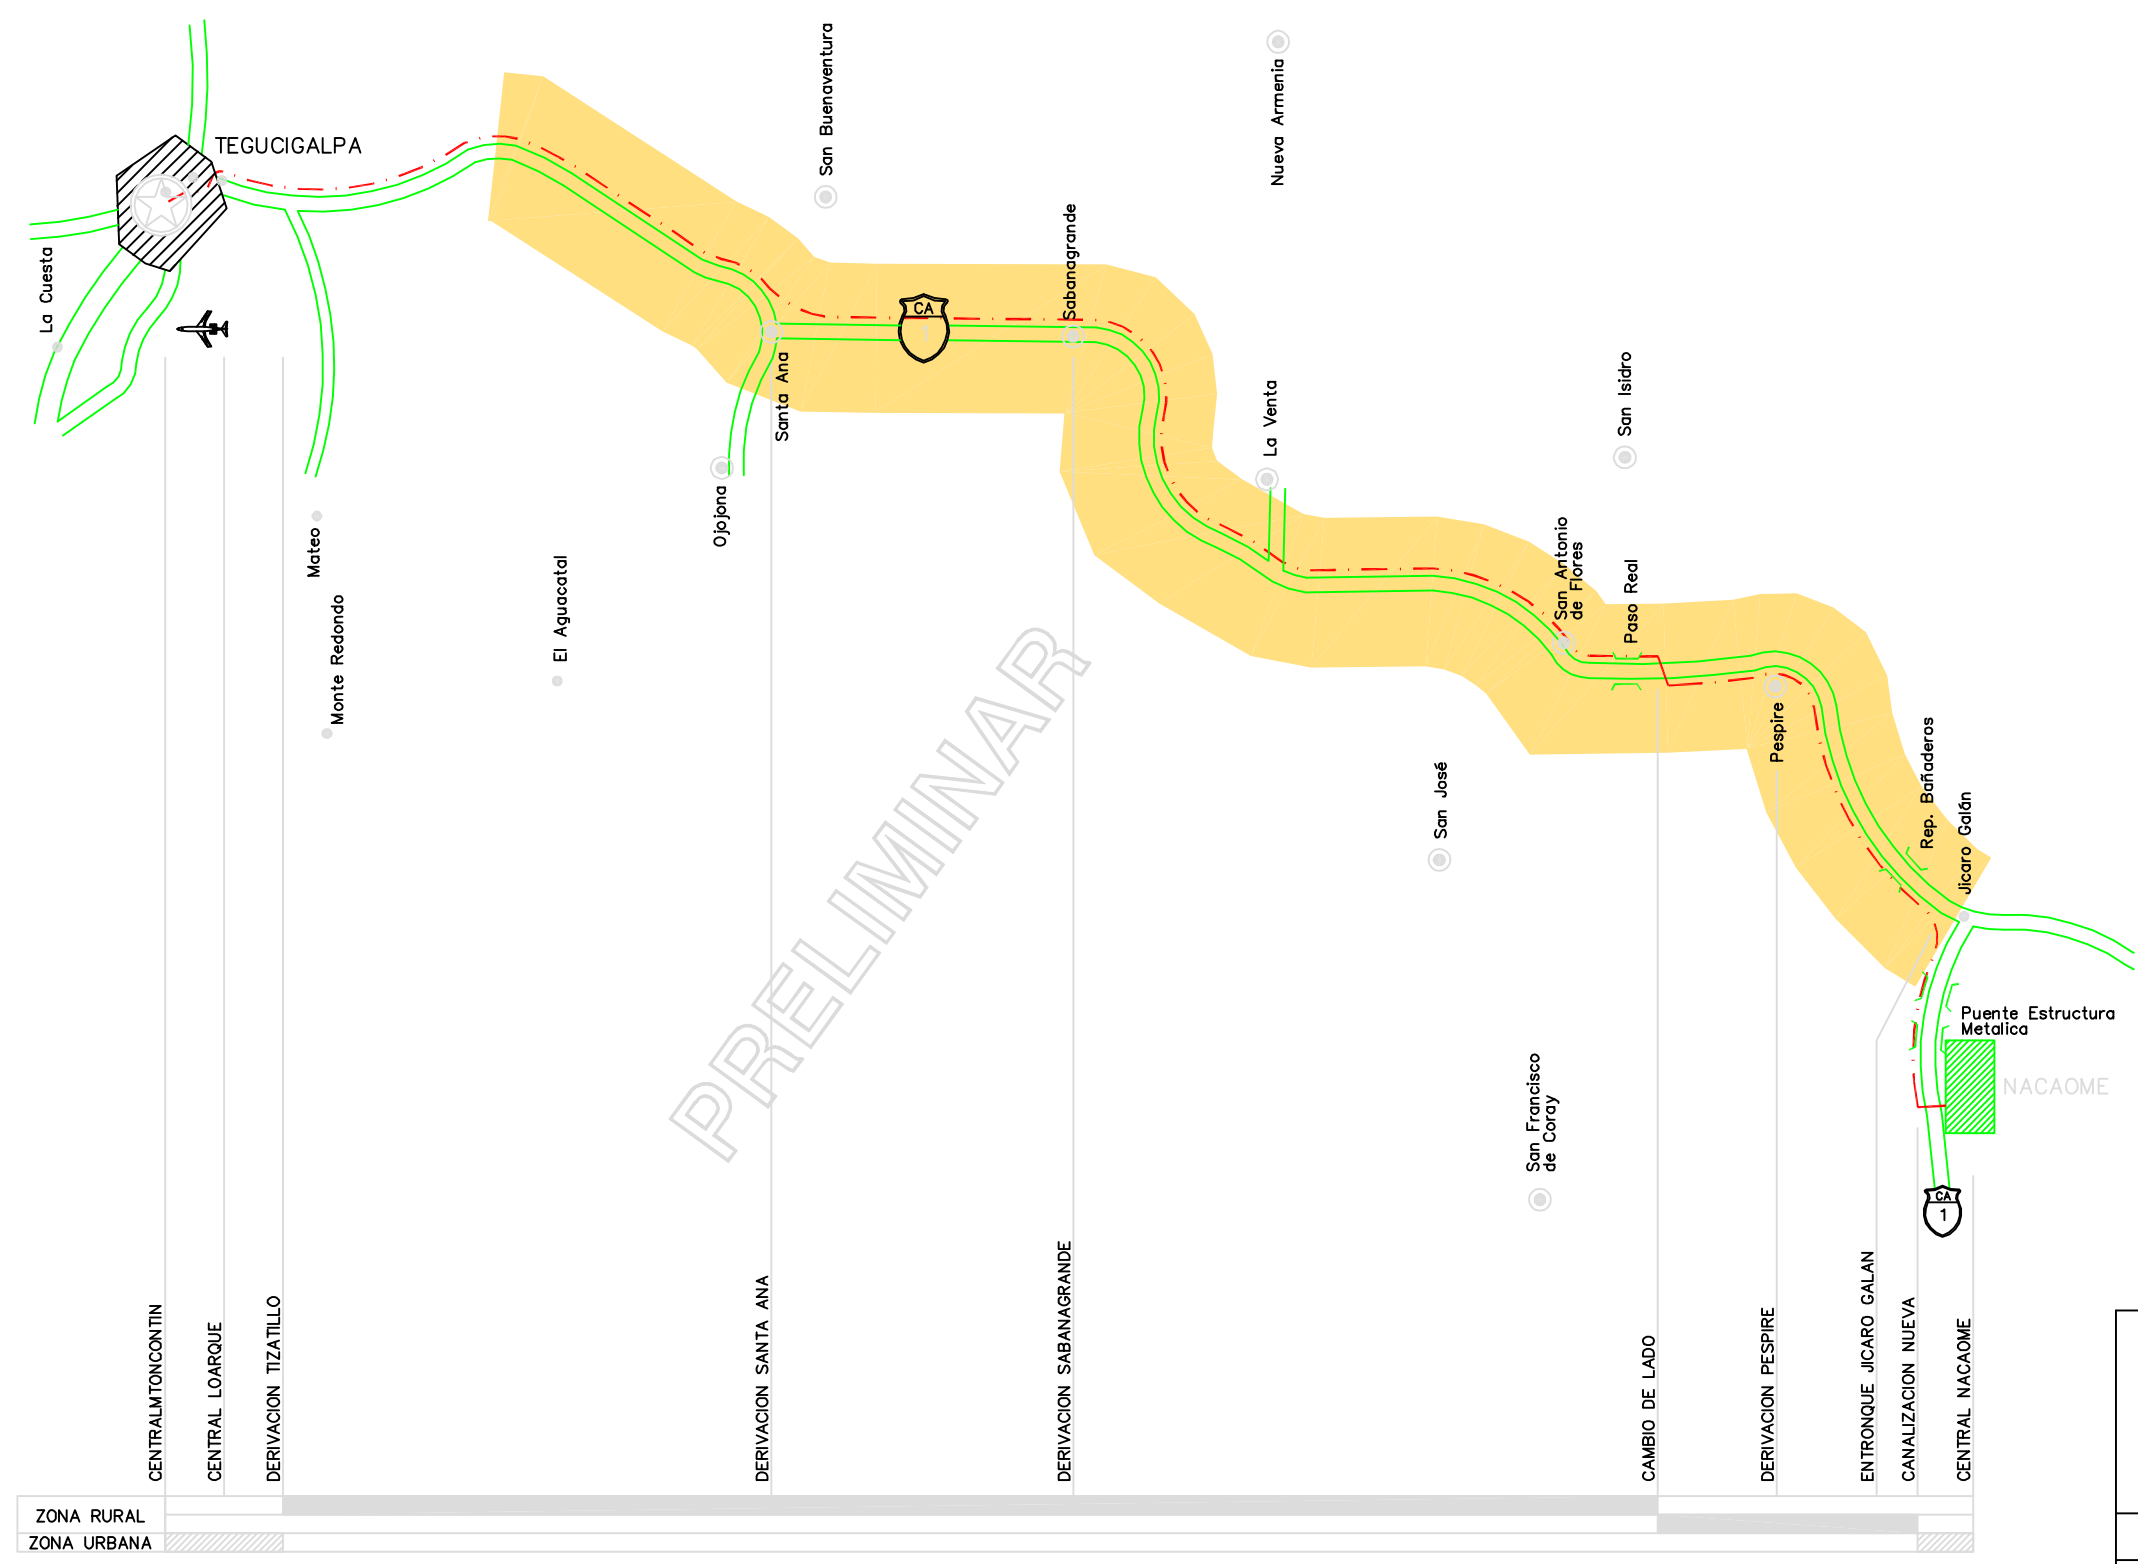 TEGUCIGALPA
La Cuesta
San Buenaventura
Nueva Armenia
Sabanagrande
CA
1
Santa Ana
Ojojona
La Venta
San Isidro
Mateo
Monte Redondo
El Aguacatal
San Antonio
de Flores
Paso Real
Pespire
San José
Rep. Bañaderos
Jicaro Galán
Puente Estructura
Metalica
NACAOME
San Francisco
de Coray
CA
1
PRELIMINAR
CENTRALMTONCONTIN
CENTRAL LOARQUE
DERIVACION TIZATILLO
DERIVACION SANTA ANA
DERIVACION SABANAGRANDE
CAMBIO DE LADO
DERIVACION PESPIRE
ENTRONQUE JICARO GALAN
CANALIZACION NUEVA
CENTRAL NACAOME
ZONA RURAL
ZONA URBANA